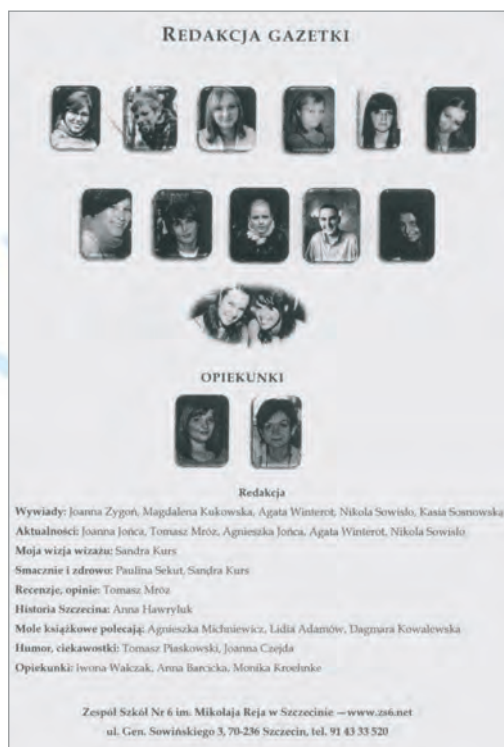 REDAKCJA GAZETKI
OPIEKUNKI
Redakcja
Wywiady: Joanna Zygoń, Magdalena Kukowska, Agata Winterot, Nikola Sowisło, Kasia Sosnowska
Aktualności: Joanna Jońca, Tomasz Mróz, Agnieszka Jońca, Agata Winterot, Nikola Sowisło
Moja wizja wizażu: Sandra Kurs
Smacznie i zdrowo: Paulina Sekut, Sandra Kurs
Recenzje, opinie: Tomasz Mróz
Historia Szczecina: Anna Hawryluk
Mole książkowe polecają: Agnieszka Michniewicz, Lidia Adamów, Dagmara Kowalewska
Humor, ciekawostki: Tomasz Piaskowski, Joanna Czejda
Opiekunki: Iwona Walczak, Anna Barcicka, Monika Kroehnke
Zespół Szkół Nr 6 im. Mikołaja Reja w Szczecinie —www.zs6.net
ul. Gen. Sowińskiego 3, 70-236 Szczecin, tel. 91 43 33 520